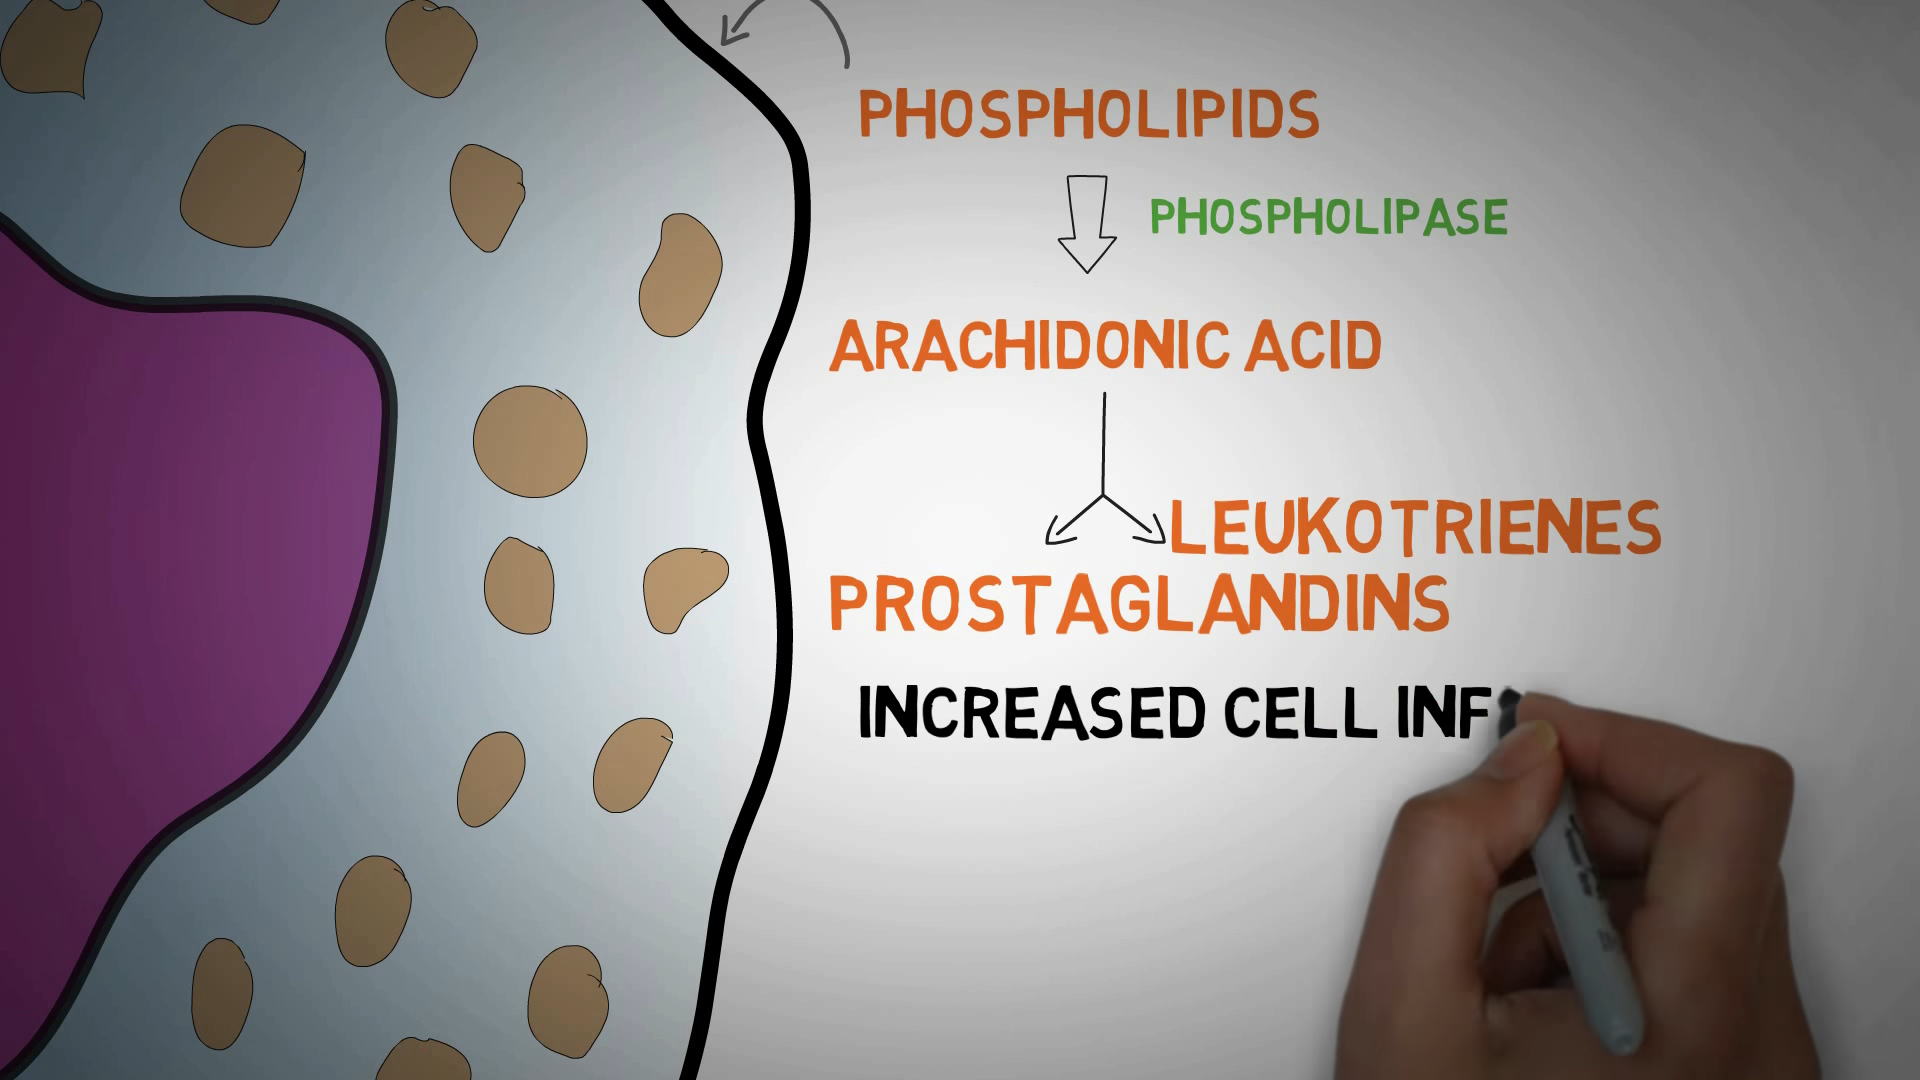 PHOSPHOLIPIDS
PHOSPHOLIPASE
ARACHIDONIC ACID
LEUKOTRIENES
PROSTAGLANDINS
INCREASED CELL INF